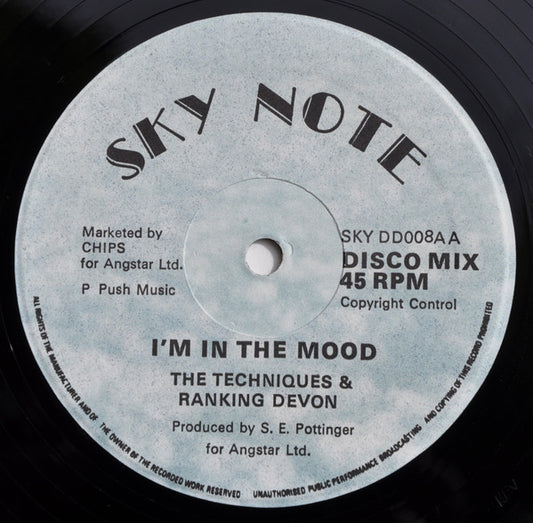 SKY NOTE
Marketed by
CHIPS
for Angstar Ltd.
P Push Music
SKY DD008AA
DISCO MIX
45 RPM
Copyright Control
I'M IN THE MOOD
THE TECHNIQUES &
RANKING DEVON
Produced by S. E. Pottinger
for Angstar Ltd.
ALL RIGHTS OF THE MANUFACTURER AND OF THE OWNER OF THE RECORDED WORK RESERVED UNAUTHORISED PUBLIC PERFORMANCE BROADCASTING AND COPYING OF THIS RECORD PROHIBITED